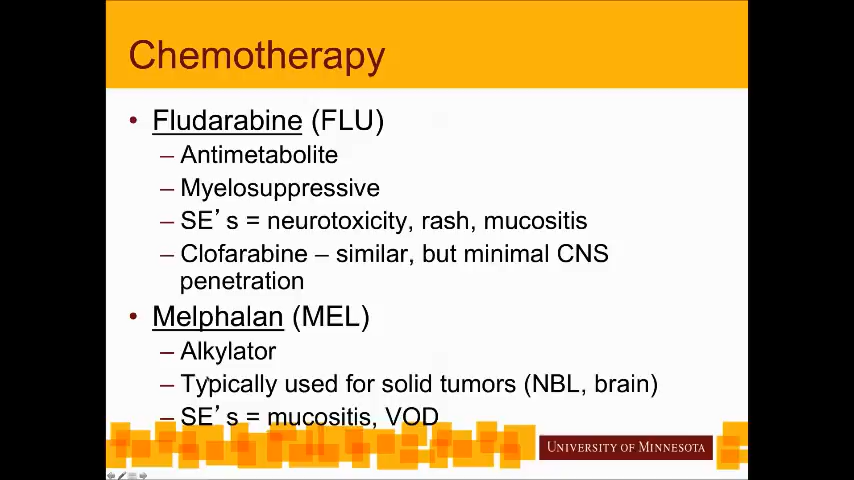 Chemotherapy
• Fludarabine (FLU)
– Antimetabolite
– Myelosuppressive
– SE’s = neurotoxicity, rash, mucositis
– Clofarabine – similar, but minimal CNS
penetration
• Melphalan (MEL)
– Alkylator
– Typically used for solid tumors (NBL, brain)
– SE’s = mucositis, VOD
UNIVERSITY OF MINNESOTA